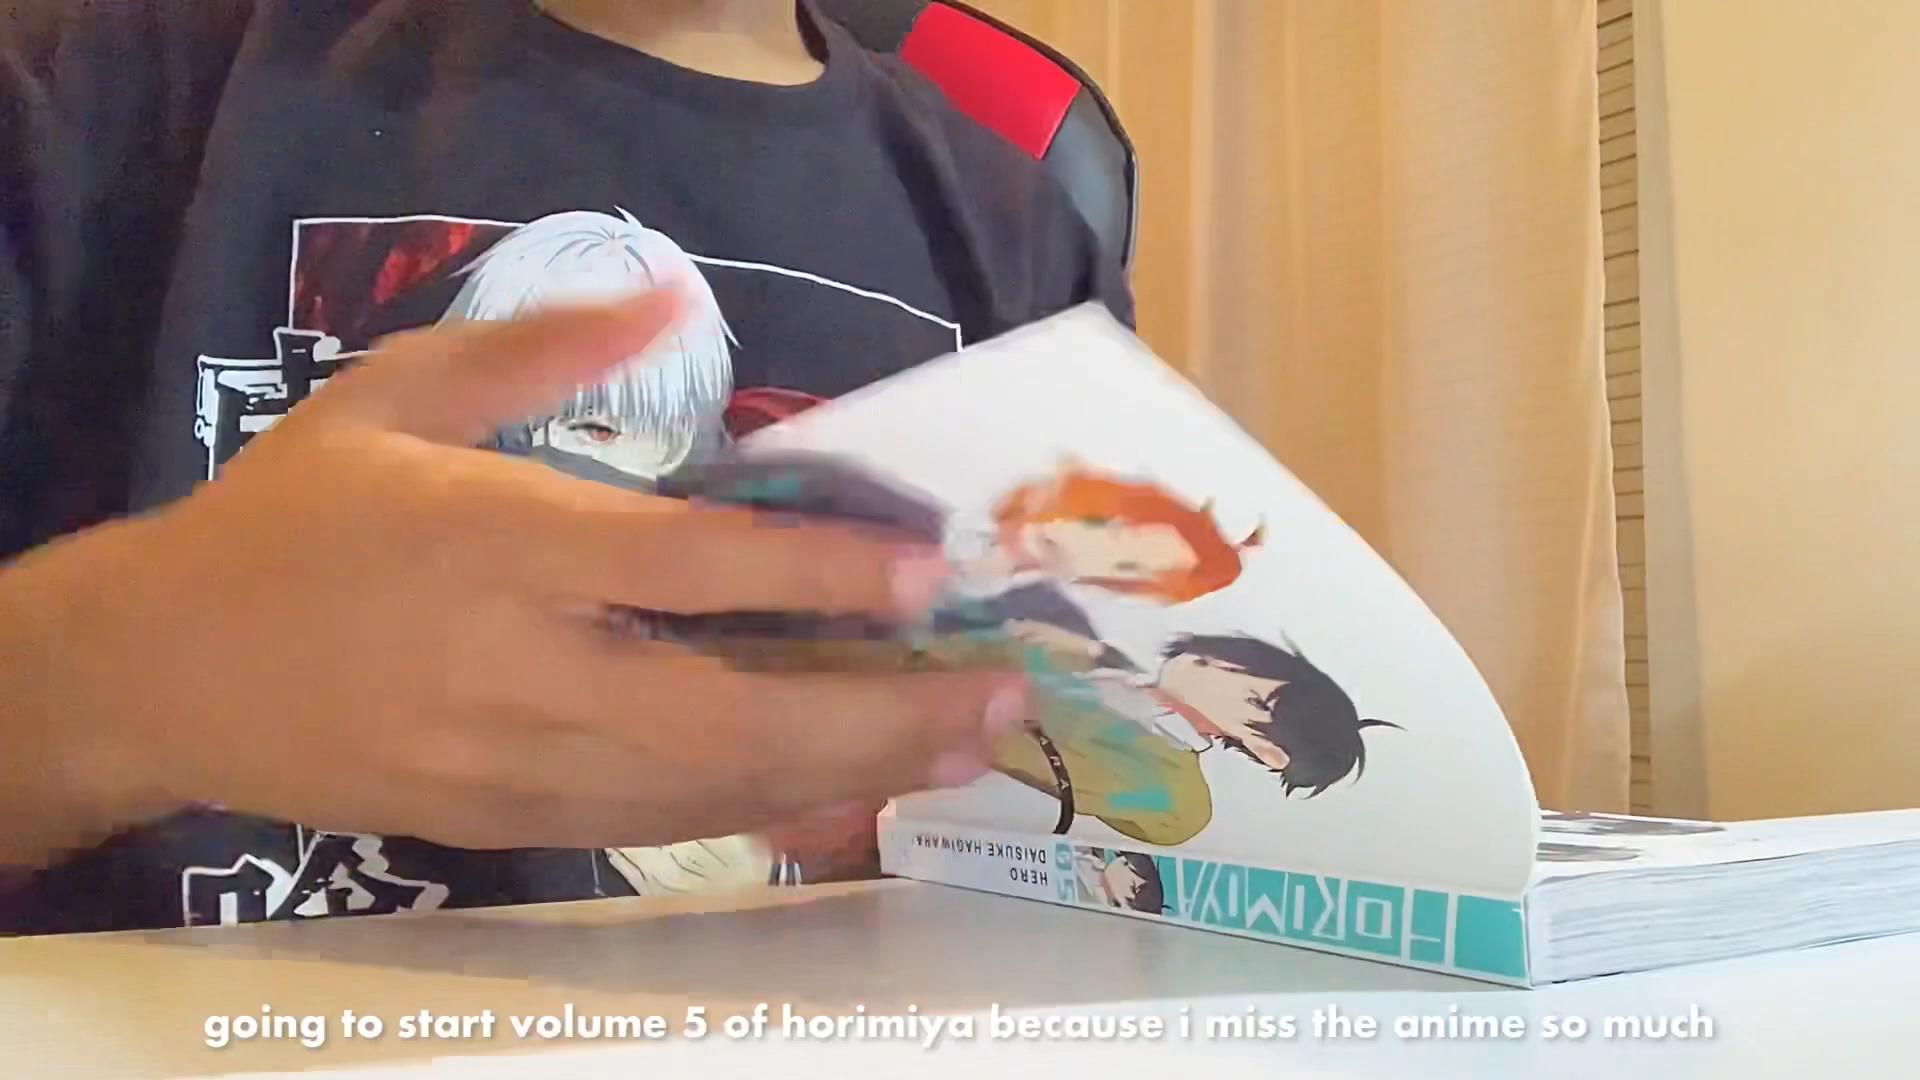 HERO
DAISUKE HAGIWARA
05
HORIMIYA
going to start volume 5 of horimiya because i miss the anime so much